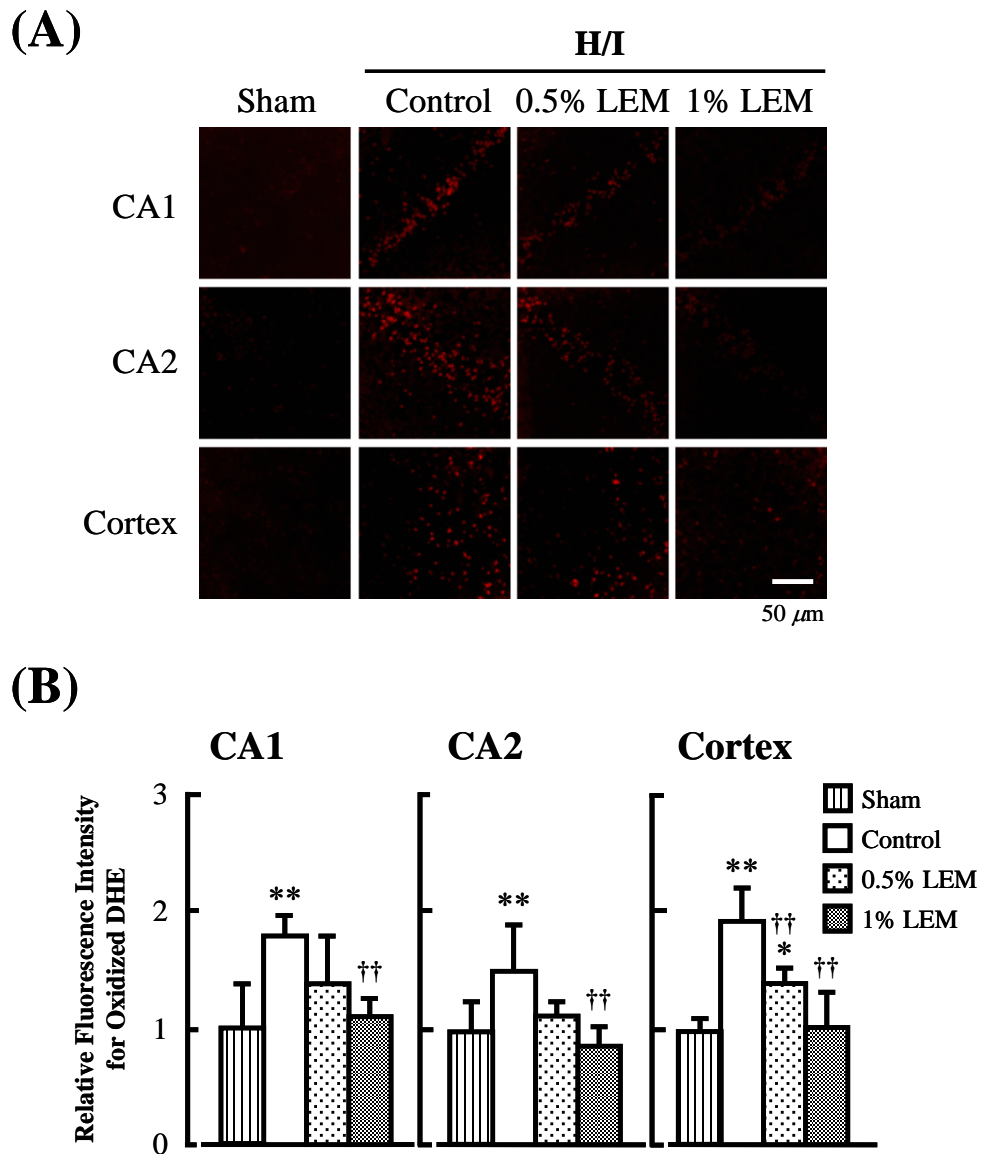 (A)
H/I
Sham Control 0.5% LEM 1% LEM
CA1
CA2
Cortex
50 μm
(B)
CA1 CA2 Cortex
Relative Fluorescence Intensity
for Oxidized DHE
3
2
1
0
**
††
**
††
**
††
*
††
Sham
Control
0.5% LEM
1% LEM